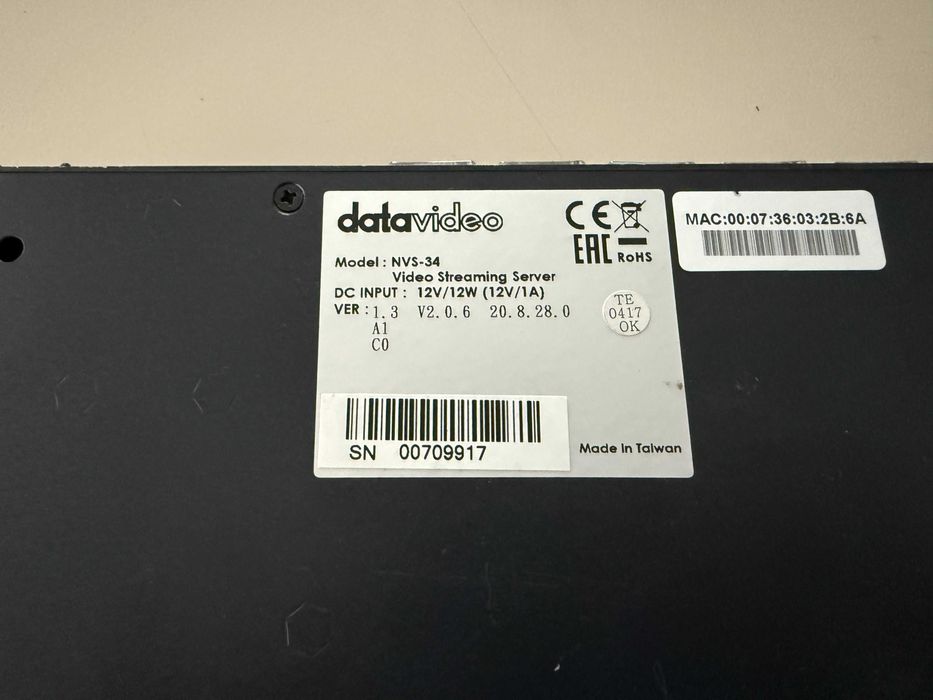 datavideo
CE
EAC RoHS
Model : NVS-34
Video Streaming Server
DC INPUT : 12V/12W (12V/1A)
VER : 1.3 V2.0.6 20.8.28.0
A1
C0
TE
0417
OK
SN 00709917
Made in Taiwan
MAC:00:07:36:03:2B:6A